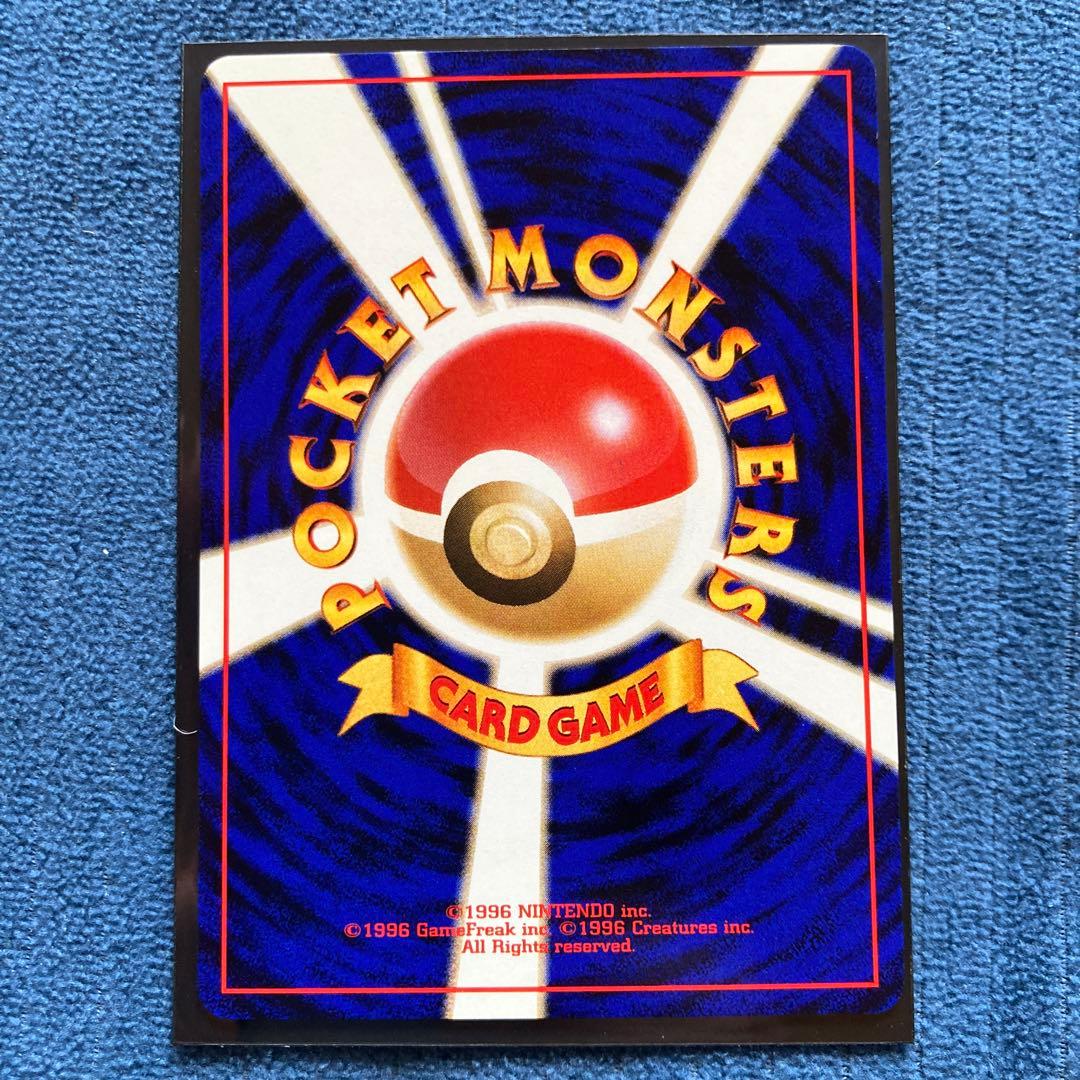 POCKET MONSTERS
CARD GAME
©1996 NINTENDO inc.
©1996 GameFreak inc. ©1996 Creatures inc.
All Rights reserved.